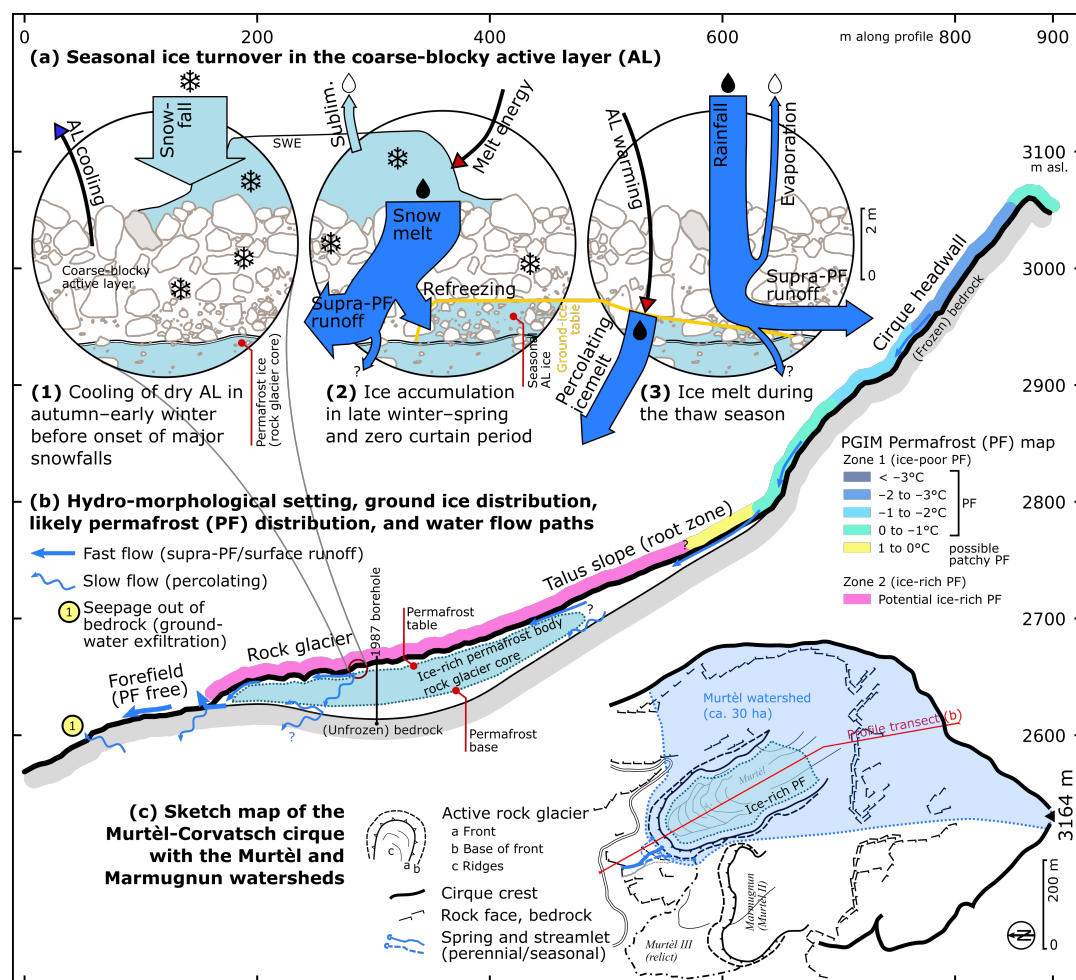 0
200
400
600
m along profile 800
900
(a) Seasonal ice turnover in the coarse-blocky active layer (AL)
AL cooling
Snow-
fall
SWE
Sublim.
Melt energy
AL warming
Rainfall
Evaporation
Coarse-blocky
active layer
Snow
melt
Supra-PF
runoff
Refreezing
?
Seasonal
AL ice
Ground-ice
table
Percolating
icemelt
Supra-PF
runoff
?
2 m
0
Permafrost ice
(rock glacier core)
(1) Cooling of dry AL in
autumn–early winter
before onset of major
snowfalls
(2) Ice accumulation
in late winter–spring
and zero curtain period
(3) Ice melt during
the thaw season
3100
m asl.
3000
2900
2800
2700
2600
Cirque headwall
(Frozen) bedrock
PGIM Permafrost (PF) map
Zone 1 (ice-poor PF)
< −3°C
−2 to −3°C
−1 to −2°C
0 to −1°C
PF
1 to 0°C
possible
patchy PF
Zone 2 (ice-rich PF)
Potential ice-rich PF
(b) Hydro-morphological setting, ground ice distribution,
likely permafrost (PF) distribution, and water flow paths
Fast flow (supra-PF/surface runoff)
Slow flow (percolating)
1
Seepage out of
bedrock (ground-
water exfiltration)
Talus slope (root zone)
?
?
1987 borehole
Permafrost
table
Rock glacier
Ice-rich permafrost body
rock glacier core
Forefield
(PF free)
1
?
(Unfrozen) bedrock
Permafrost
base
(c) Sketch map of the
Murtèl-Corvatsch cirque
with the Murtèl and
Marmugnun watersheds
c
a
b
Active rock glacier
a Front
b Base of front
c Ridges
Cirque crest
Rock face, bedrock
Spring and streamlet
(perennial/seasonal)
Murtèl watershed
(ca. 30 ha)
Profile transect (b)
Murtèl
Ice-rich PF
Marmugnun
(Murtèl II)
Murtèl III
(relict)
3164 m
200 m
0
N